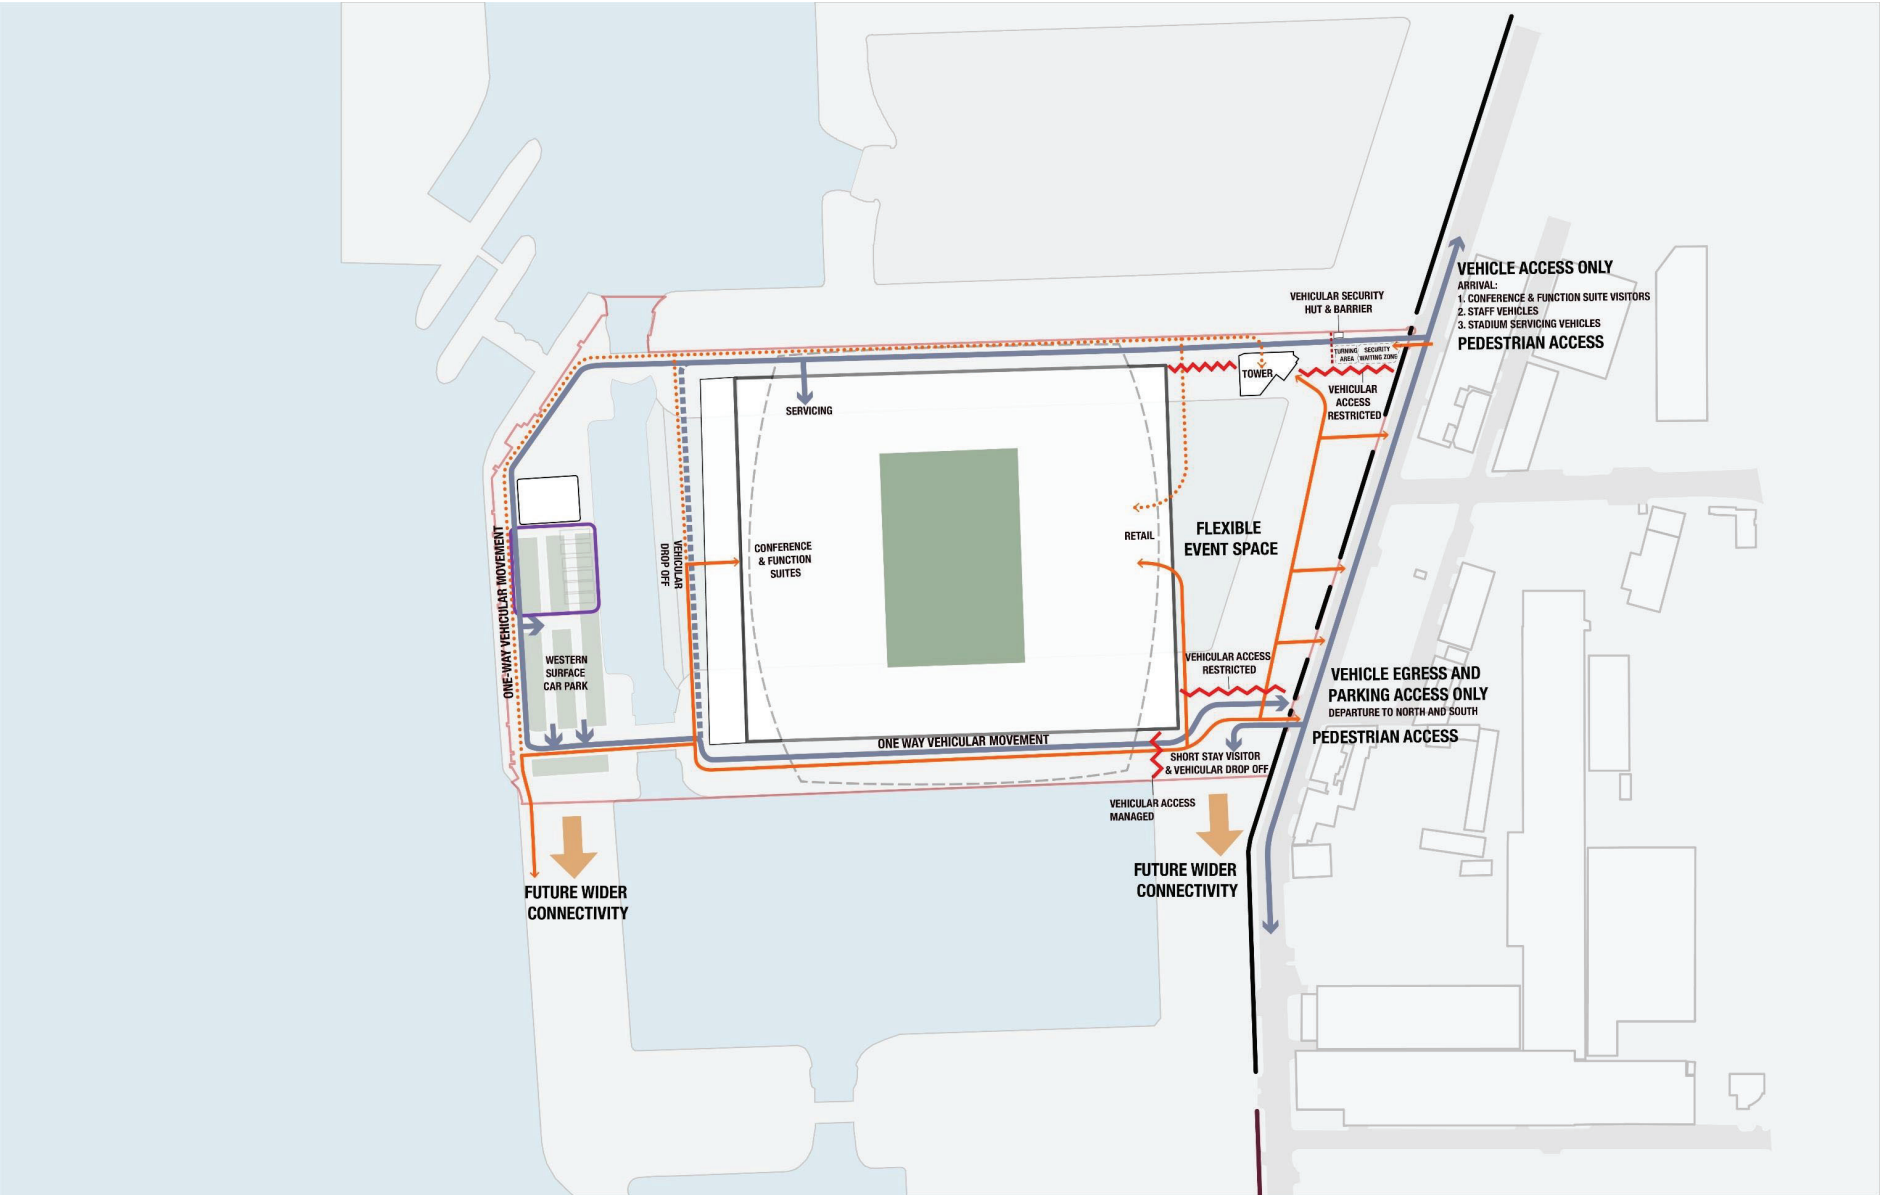 VEHICLE ACCESS ONLY
ARRIVAL:
1. CONFERENCE & FUNCTION SUITE VISITORS
2. STAFF VEHICLES
3. STADIUM SERVICING VEHICLES
PEDESTRIAN ACCESS
VEHICULAR SECURITY
HUT & BARRIER
TURNING
AREA
SECURITY
WAITING ZONE
TOWER
VEHICULAR
ACCESS
RESTRICTED
SERVICING
FLEXIBLE
EVENT SPACE
RETAIL
CONFERENCE
& FUNCTION
SUITES
VEHICULAR
DROP OFF
ONE-WAY VEHICULAR MOVEMENT
WESTERN
SURFACE
CAR PARK
VEHICULAR ACCESS
RESTRICTED
VEHICLE EGRESS AND
PARKING ACCESS ONLY
DEPARTURE TO NORTH AND SOUTH
PEDESTRIAN ACCESS
ONE WAY VEHICULAR MOVEMENT
SHORT STAY VISITOR
& VEHICULAR DROP OFF
VEHICULAR ACCESS
MANAGED
FUTURE WIDER
CONNECTIVITY
FUTURE WIDER
CONNECTIVITY